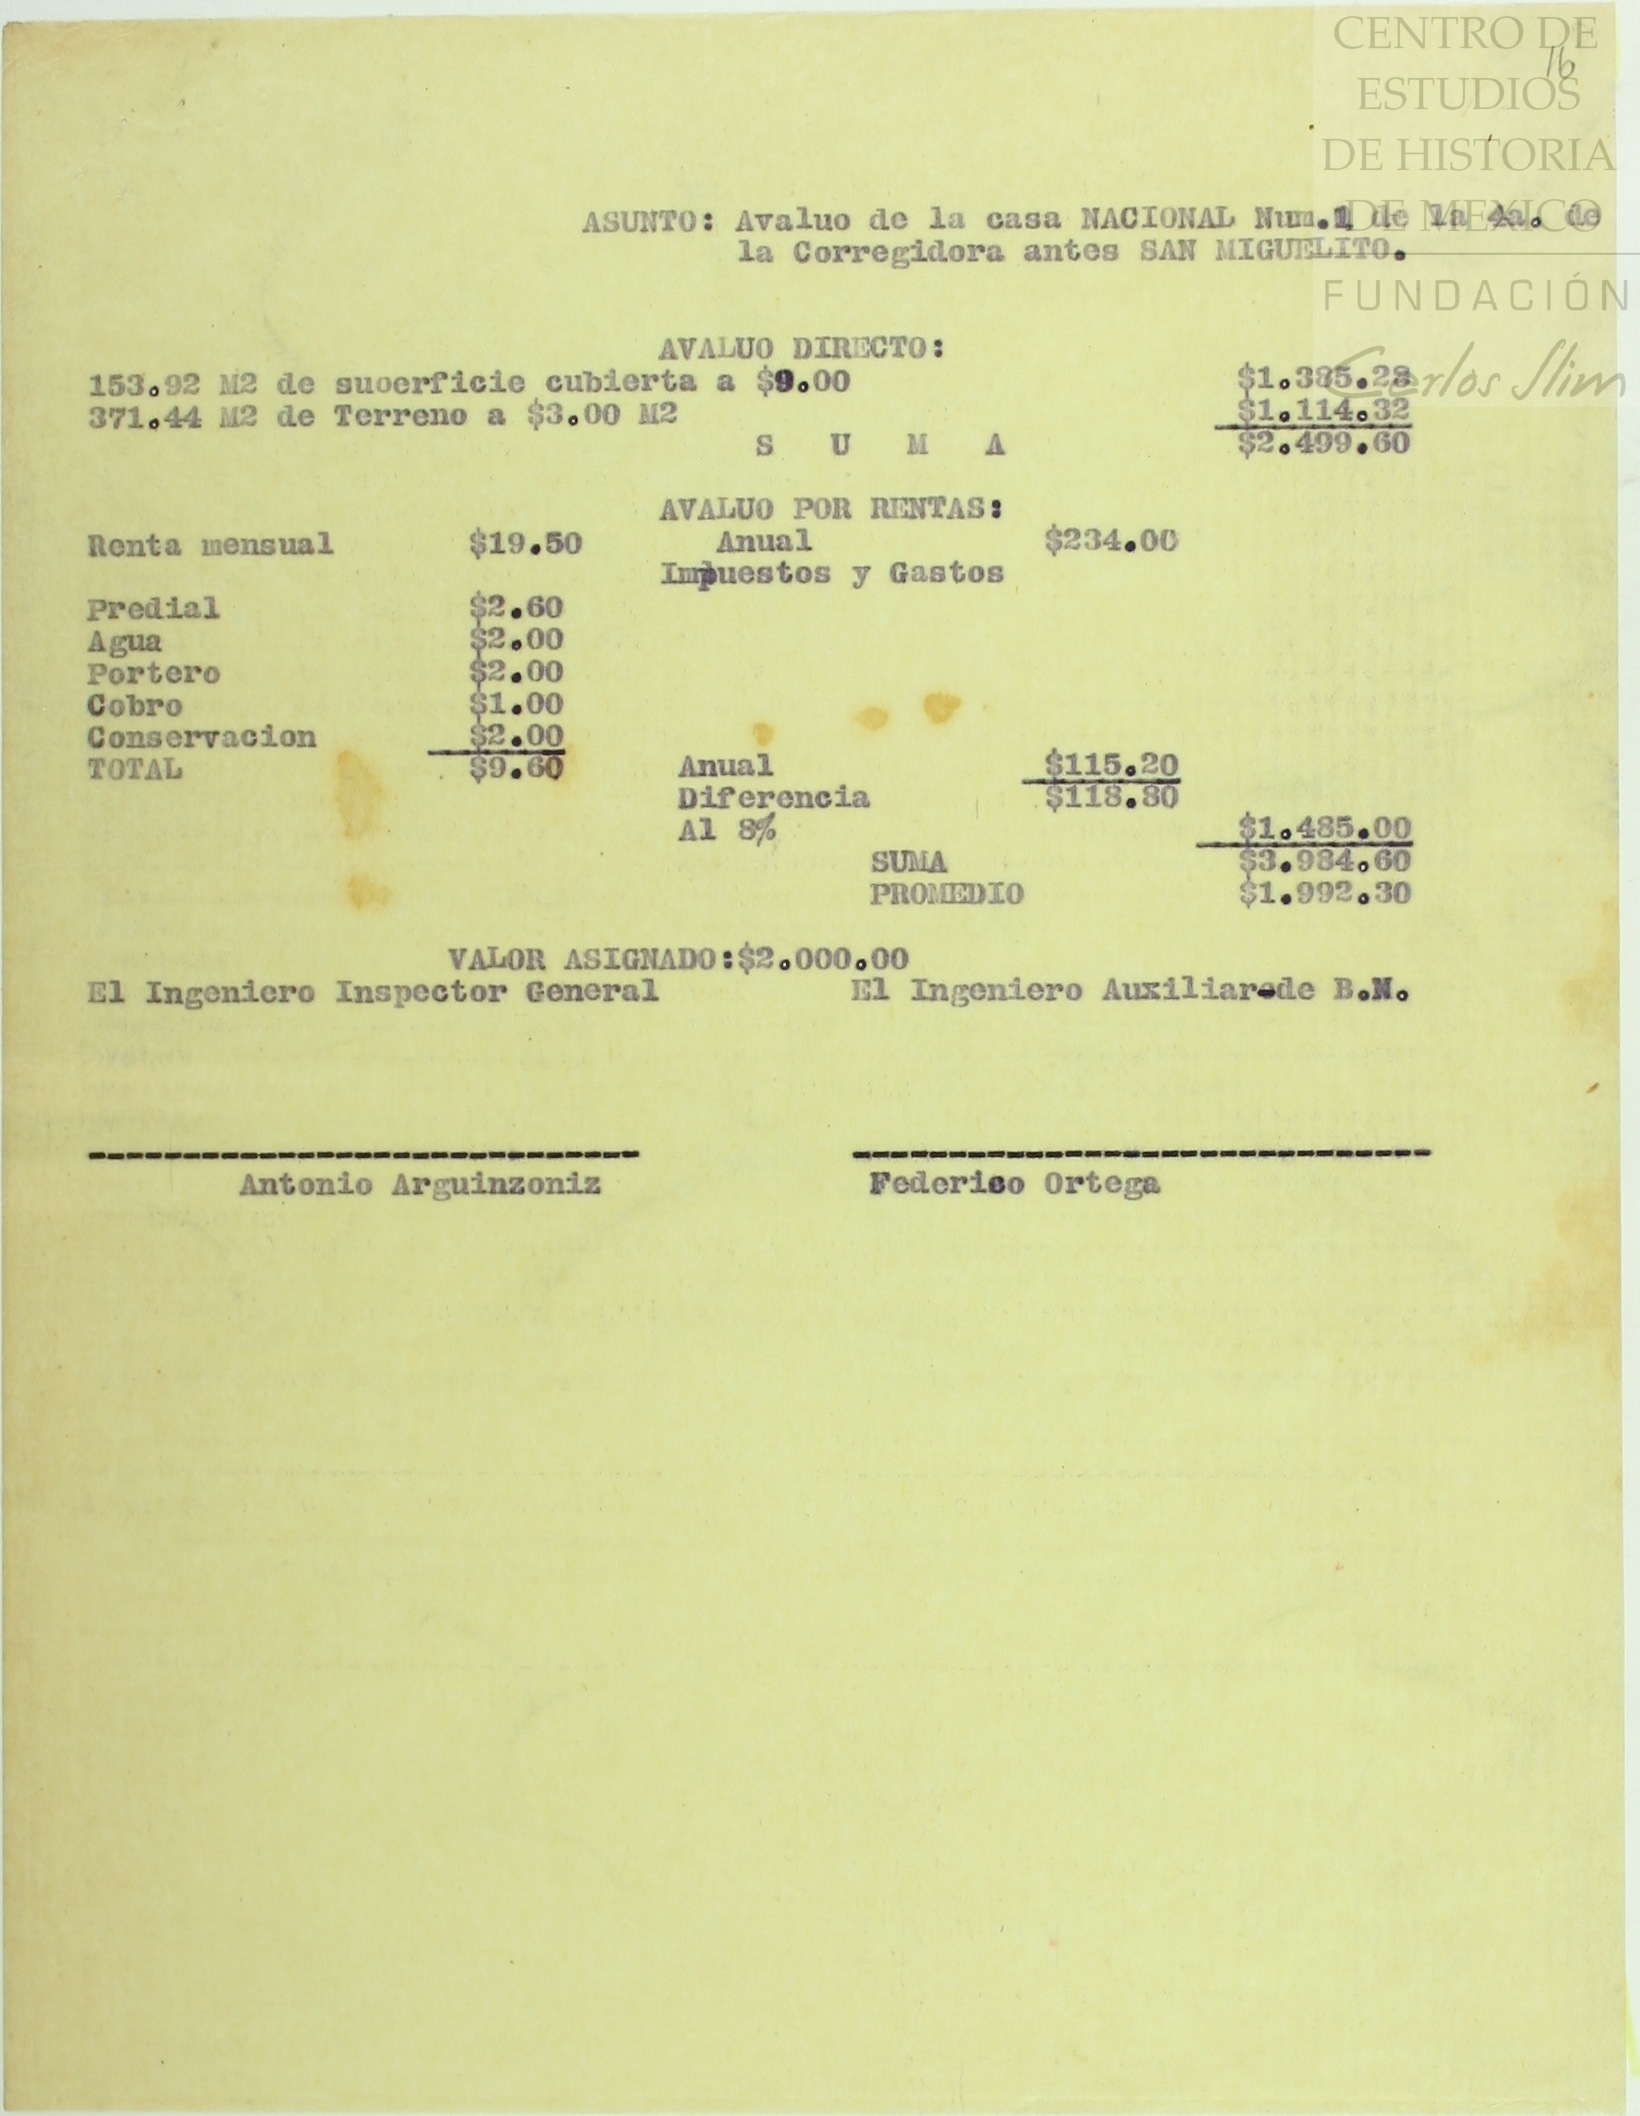 CENTRO DE
16
ESTUDIOS
DE HISTORIA
DE MEXICO
FUNDACIÓN
Carlos Slim
ASUNTO: Avaluo de la casa NACIONAL Num.1 de la 4a. de
la Corregidora antes SAN MIGUELITO.
AVALUO DIRECTO:
153.92 M2 de suoerficie cubierta a $9.00 $1.385.28
371.44 M2 de Terreno a $3.00 M2 $1.114.32
S U M A $2.499.60
AVALUO POR RENTAS:
Renta mensual $19.50 Anual $234.00
Impuestos y Gastos
Predial $2.60
Agua $2.00
Portero $2.00
Cobro $1.00
Conservacion $2.00
TOTAL $9.60 Anual $115.20
Diferencia $118.80
Al 8% $1.485.00
SUMA $3.984.60
PROMEDIO $1.992.30
VALOR ASIGNADO:$2.000.00
El Ingeniero Inspector General El Ingeniero Auxiliar-de B.N.
Antonio Arguinzoniz Federico Ortega